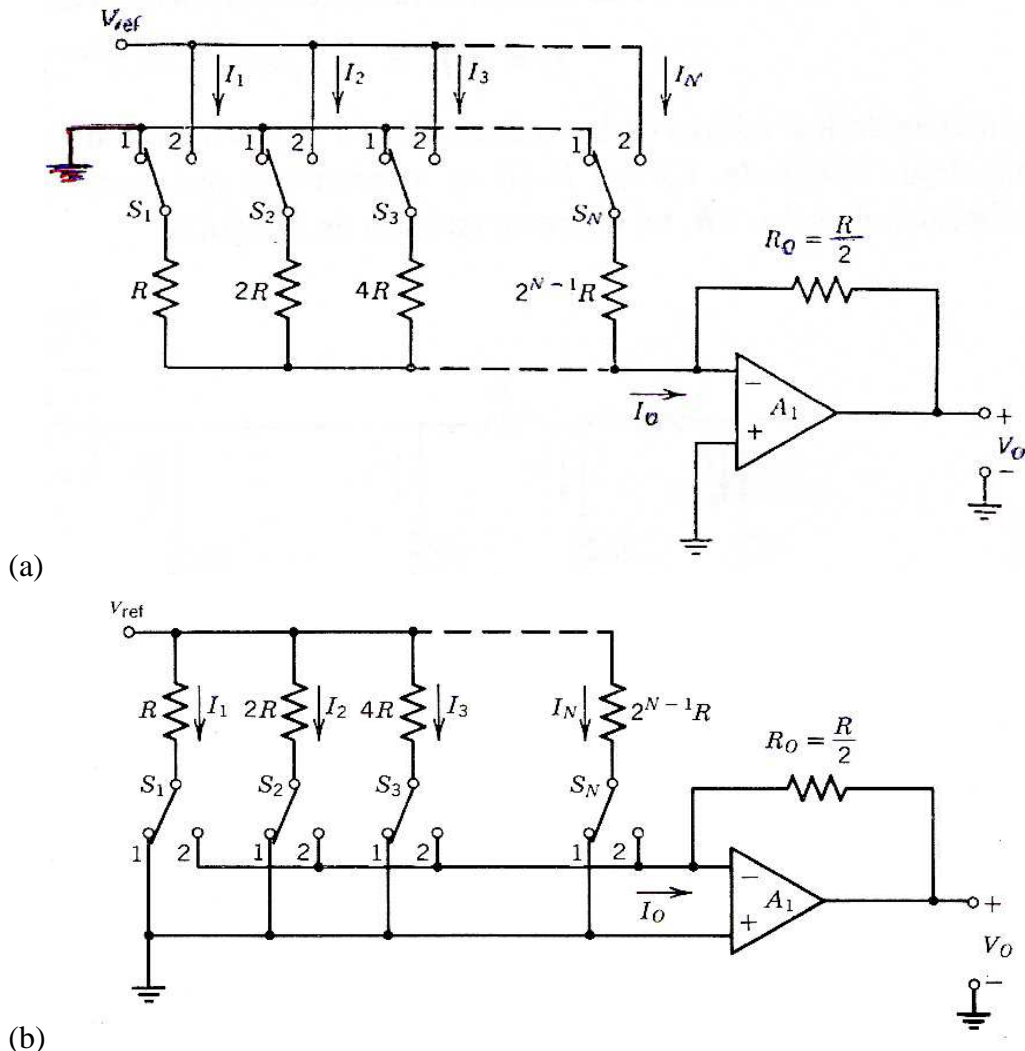 V_ref
I_1 I_2 I_3 I_N
1 2 1 2 1 2 1 2
S_1 S_2 S_3 S_N
R_O = R/2
R 2R 4R 2^{N-1}R
I_O
−
A_1
+
+
V_O
−
(a)
V_ref
R I_1 2R I_2 4R I_3 I_N 2^{N-1}R
R_O = R/2
S_1 S_2 S_3 S_N
1 2 1 2 1 2 1 2
I_O
−
A_1
+
+
V_O
−
(b)